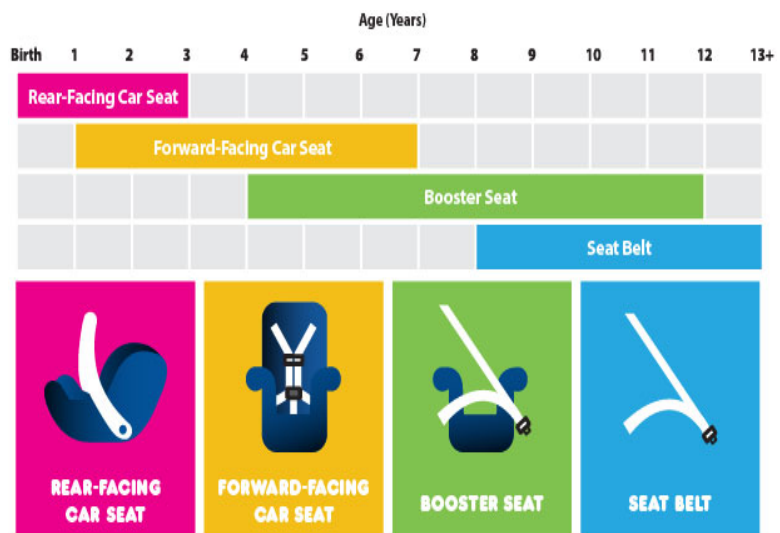 Age (Years)
Birth 1 2 3 4 5 6 7 8 9 10 11 12 13+
Rear-Facing Car Seat
Forward-Facing Car Seat
Booster Seat
Seat Belt
REAR-FACING
CAR SEAT
FORWARD-FACING
CAR SEAT
BOOSTER SEAT
SEAT BELT